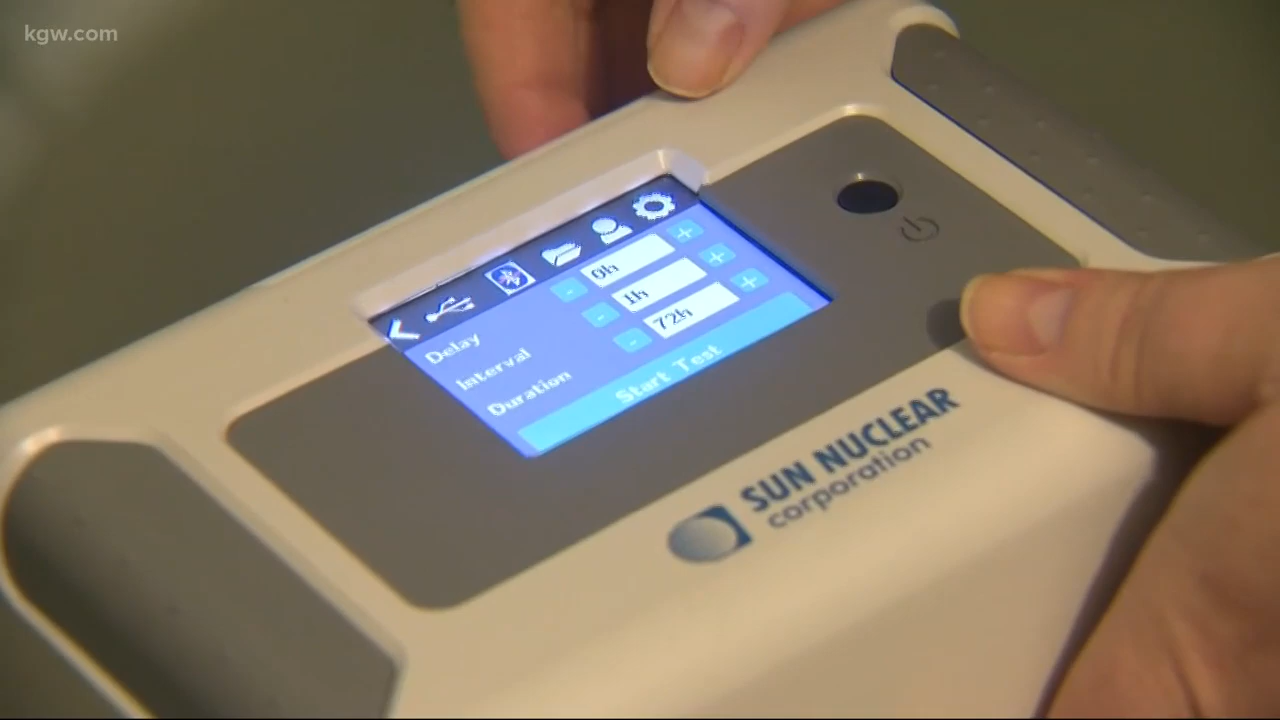 kgw.com
Delay - 0h +
Interval - 1h +
Duration - 72h +
Start Test
SUN NUCLEAR
corporation